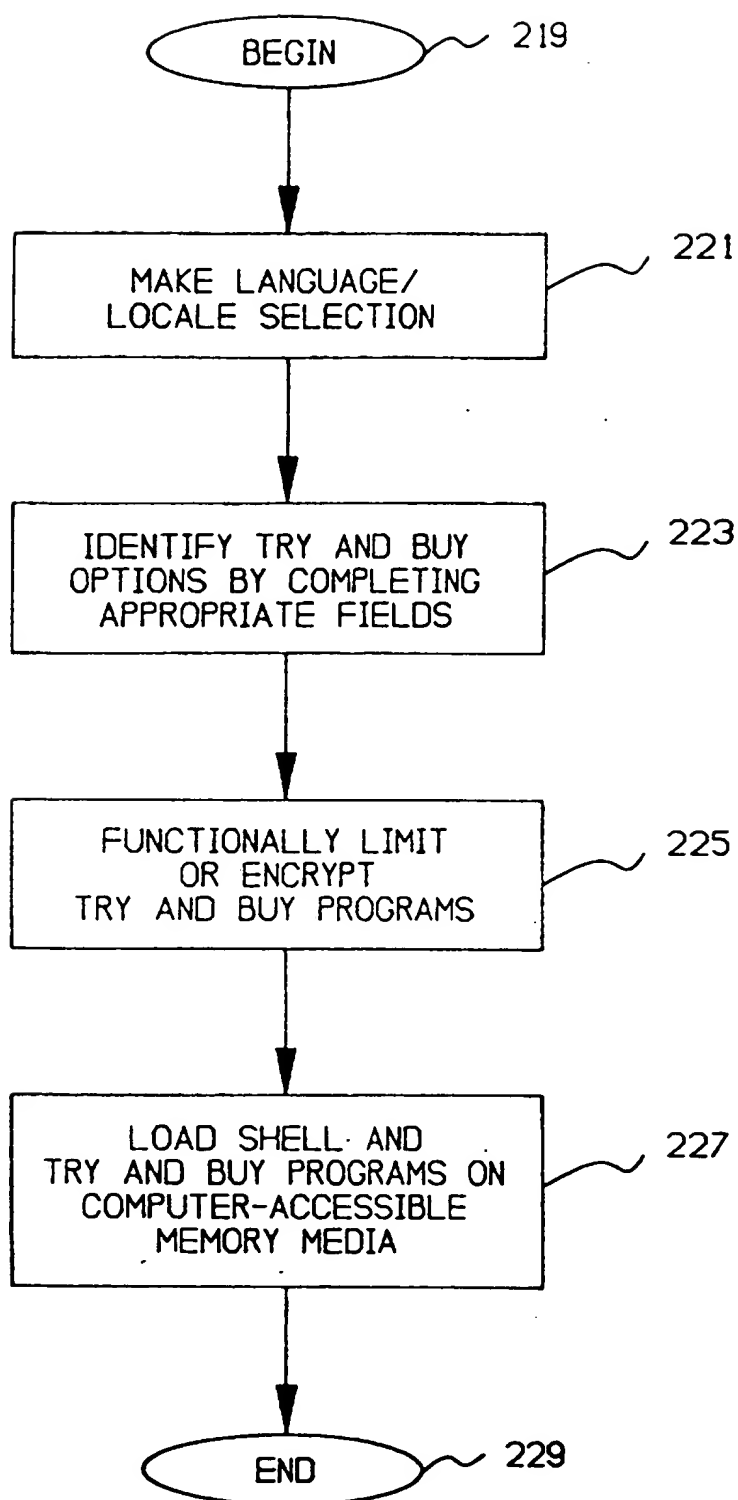 BEGIN
219
MAKE LANGUAGE/
LOCALE SELECTION
221
IDENTIFY TRY AND BUY
OPTIONS BY COMPLETING
APPROPRIATE FIELDS
223
FUNCTIONALLY LIMIT
OR ENCRYPT
TRY AND BUY PROGRAMS
225
LOAD SHELL AND
TRY AND BUY PROGRAMS ON
COMPUTER-ACCESSIBLE
MEMORY MEDIA
227
END
229